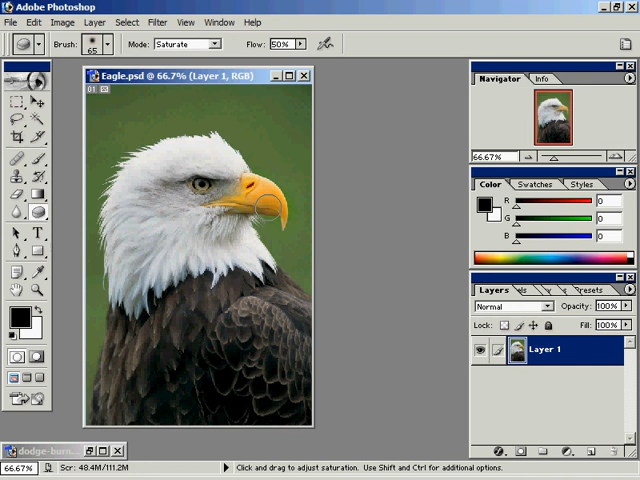 Adobe Photoshop
File Edit Image Layer Select Filter View Window Help
Brush: 65 Mode: Saturate Flow: 50%
Eagle.psd @ 66.7% (Layer 1, RGB)
01
Navigator Info
66.67%
Color Swatches Styles
R 0
G 0
B 0
Layers
Normal Opacity: 100%
Lock: Fill: 100%
Layer 1
dodge-burn...
66.67% Scr: 48.4M/111.2M Click and drag to adjust saturation. Use Shift and Ctrl for additional options.